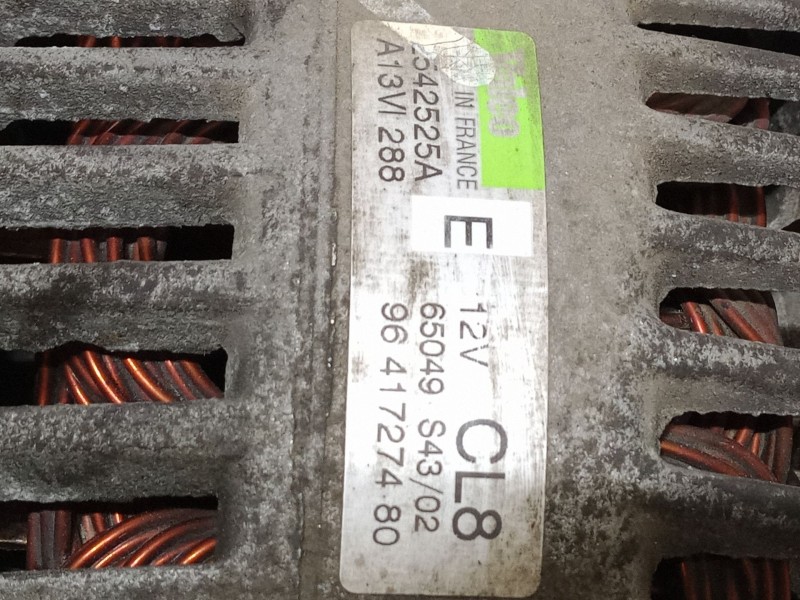 IN FRANCE
2542525A
A13VI 288
E
12V CL8
65049 S43/02
96 417274 80